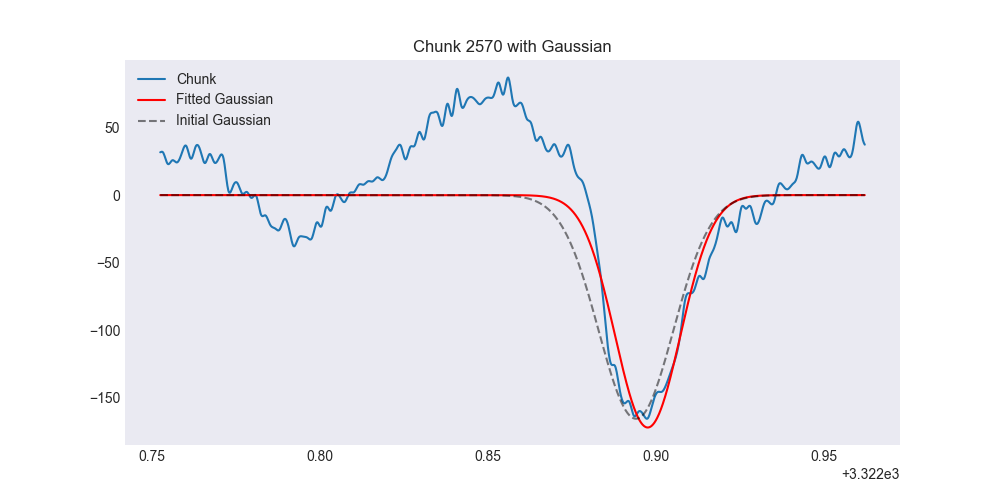 Chunk 2570 with Gaussian
Chunk
Fitted Gaussian
Initial Gaussian
50
0
−50
−100
−150
0.75 0.80 0.85 0.90 0.95
+3.322e3